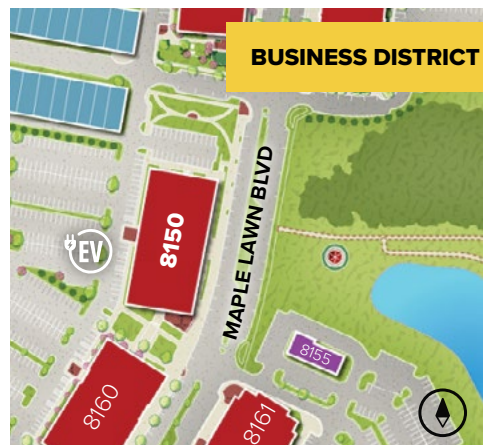 BUSINESS DISTRICT
MAPLE LAWN BLVD
8150
EV
8155
8160
8161